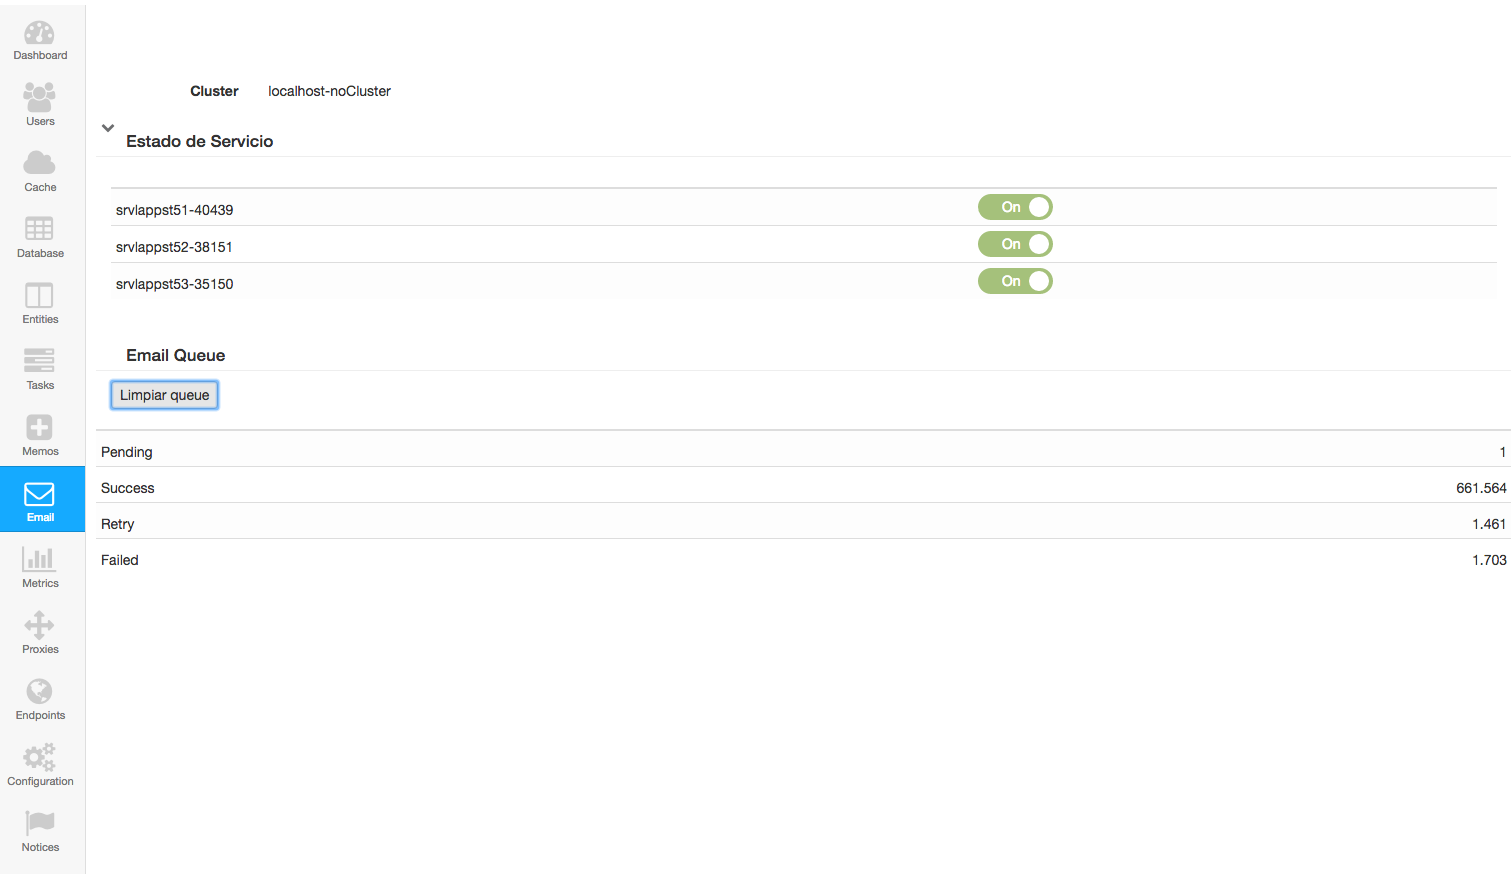 Dashboard
Users
Cache
Database
Entities
Tasks
Memos
Email
Metrics
Proxies
Endpoints
Configuration
Notices
Cluster localhost-noCluster
Estado de Servicio
srvlappst51-40439 On
srvlappst52-38151 On
srvlappst53-35150 On
Email Queue
Limpiar queue
Pending 1
Success 661.564
Retry 1.461
Failed 1.703